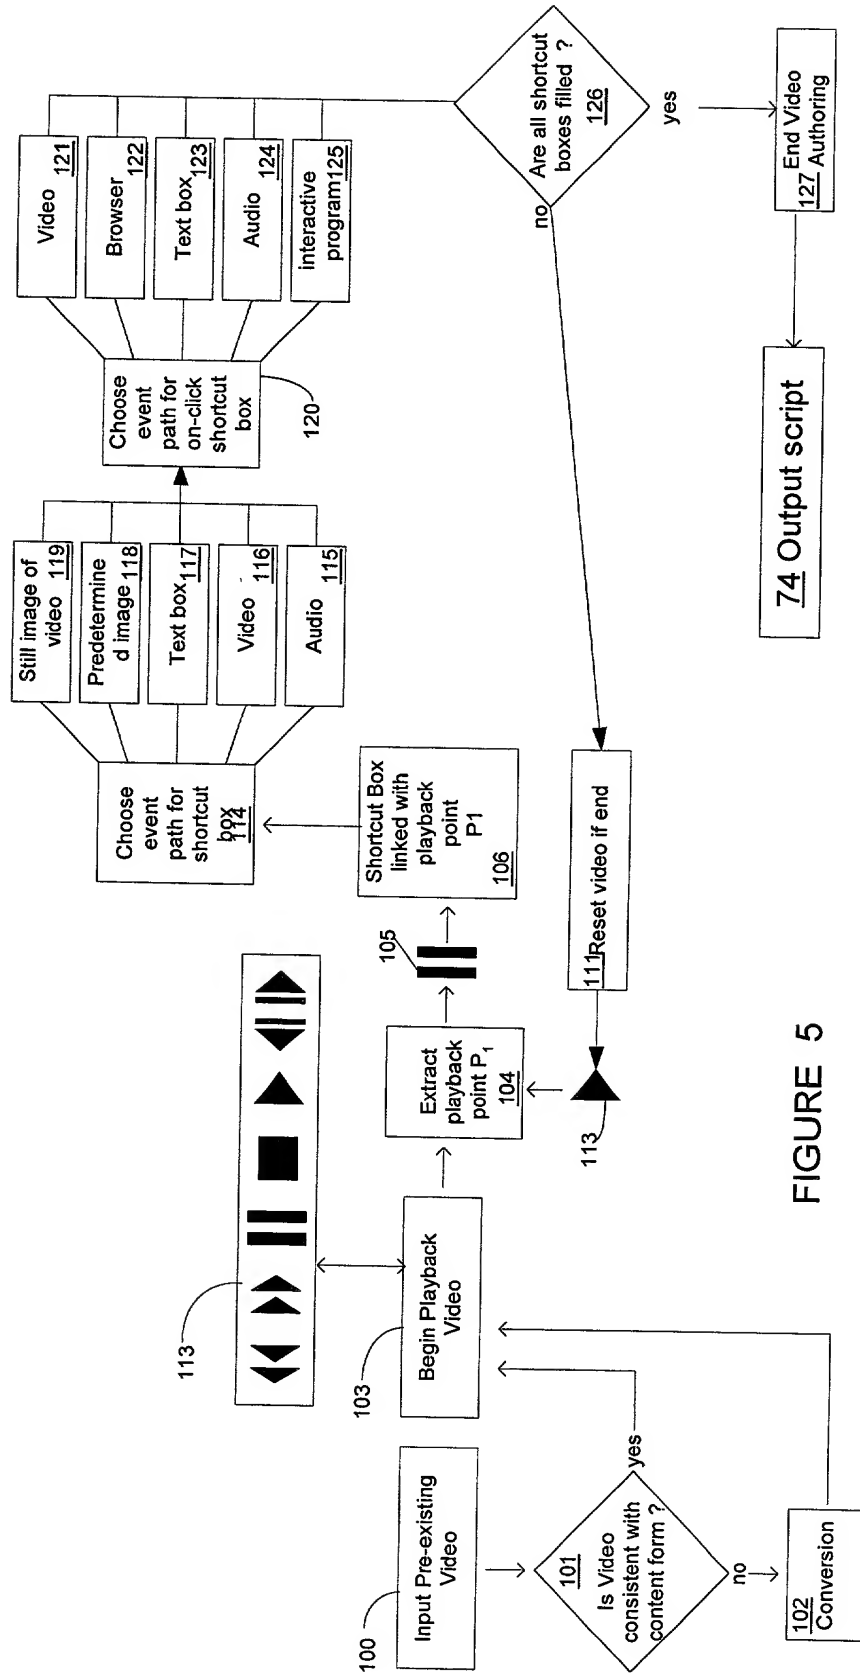 100
Input Pre-existing
Video
101
Is Video
consistent with
content form ?
yes
no
102
Conversion
113
103
Begin Playback
Video
Extract
playback
point P1
104
113
105
Shortcut Box
linked with
playback
point
P1
106
Choose
event
path for
shortcut
box
114
Still image of
video 119
Predetermine
d image 118
Text box 117
Video
116
Audio
115
Choose
event
path for
on-click
shortcut
box
120
Video
121
Browser
122
Text box
123
Audio
124
interactive
program 125
Are all shortcut
boxes filled ?
126
no
yes
111 Reset video if end
End Video
127 Authoring
74 Output script
FIGURE 5